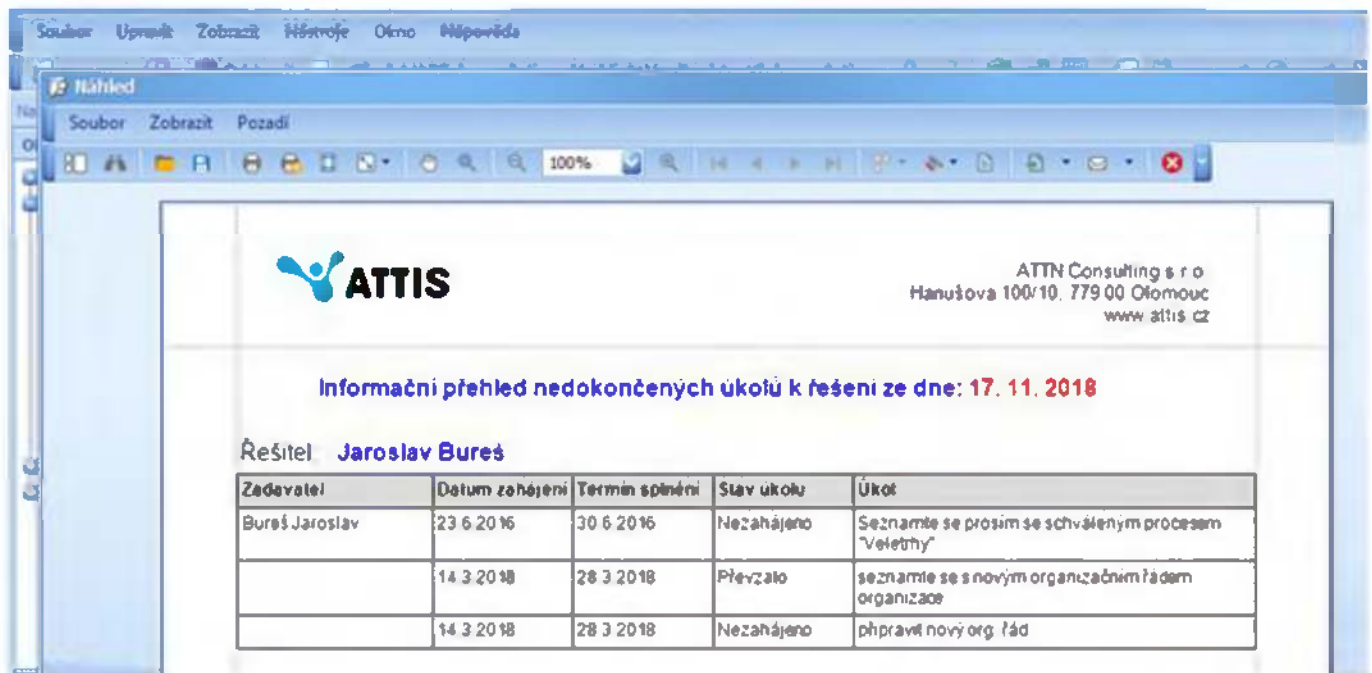 Soubor Upravit Zobrazit Nástroje Okno Nápověda
Náhled
Soubor Zobrazit Pozadí
100%
ATTIS
ATTN Consulting s r o
Hanušova 100/10, 779 00 Olomouc
www attis cz
Informační přehled nedokončených úkolů k řešení ze dne: 17. 11. 2018
Řešitel Jaroslav Bureš
Zadavatel Datum zahájení Termín splnění Stav úkolu Úkol
Bureš Jaroslav 23.6.2016 30.6.2016 Nezahájeno Seznamte se prosím se schváleným procesem
"Veletrhy"
14.3.2018 28.3.2018 Převzato seznamte se s novým organizačním řádem
organizace
14.3.2018 28.3.2018 Nezahájeno připravit nový org. řád